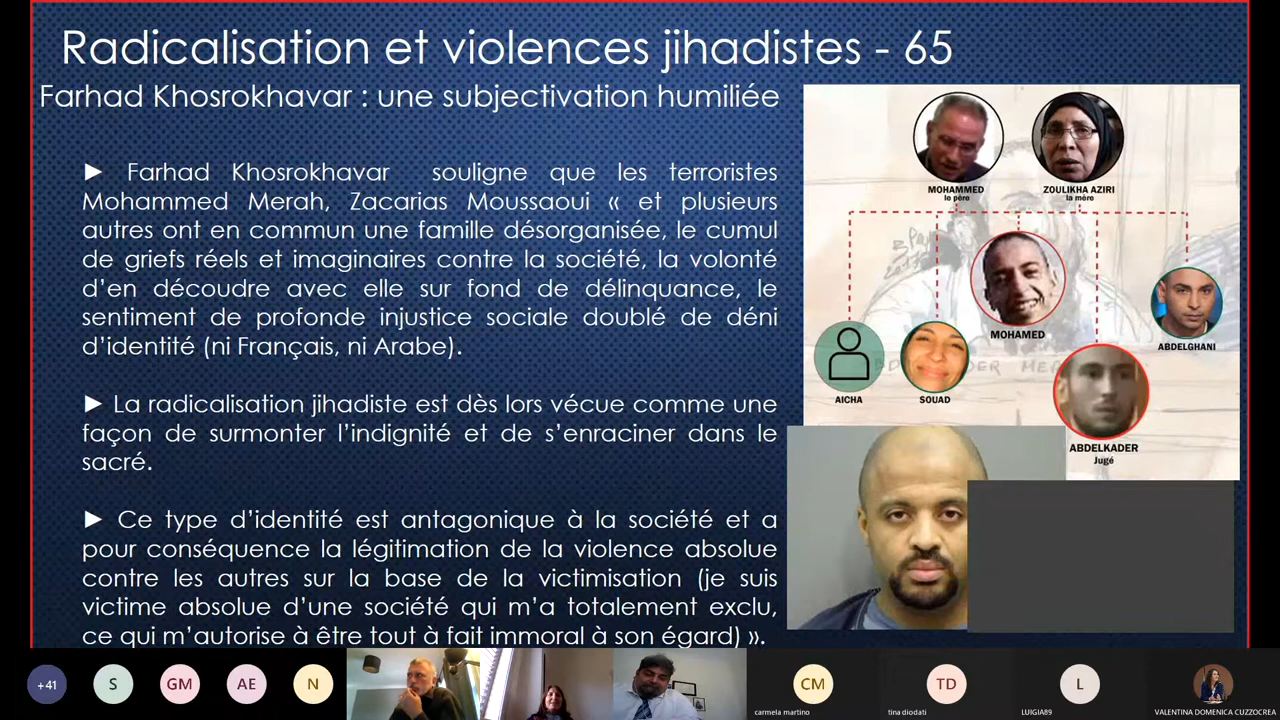 Radicalisation et violences jihadistes - 65
Farhad Khosrokhavar : une subjectivation humiliée
► Farhad Khosrokhavar souligne que les terroristes
Mohammed Merah, Zacarias Moussaoui « et plusieurs
autres ont en commun une famille désorganisée, le cumul
de griefs réels et imaginaires contre la société, la volonté
d’en découdre avec elle sur fond de délinquance, le
sentiment de profonde injustice sociale doublé de déni
d’identité (ni Français, ni Arabe).
► La radicalisation jihadiste est dès lors vécue comme une
façon de surmonter l’indignité et de s’enraciner dans le
sacré.
► Ce type d’identité est antagonique à la société et a
pour conséquence la légitimation de la violence absolue
contre les autres sur la base de la victimisation (je suis
victime absolue d’une société qui m’a totalement exclu,
ce qui m’autorise à être tout à fait immoral à son égard) ».
MOHAMMED
le père
ZOULIKHA AZIRI
la mère
MOHAMED
ABDELGHANI
AICHA
SOUAD
ABDELKADER
Jugé
+41
S
GM
AE
N
CM
carmela martino
TD
tina diodati
L
LUIGIA89
VALENTINA DOMENICA CUZZOCREA